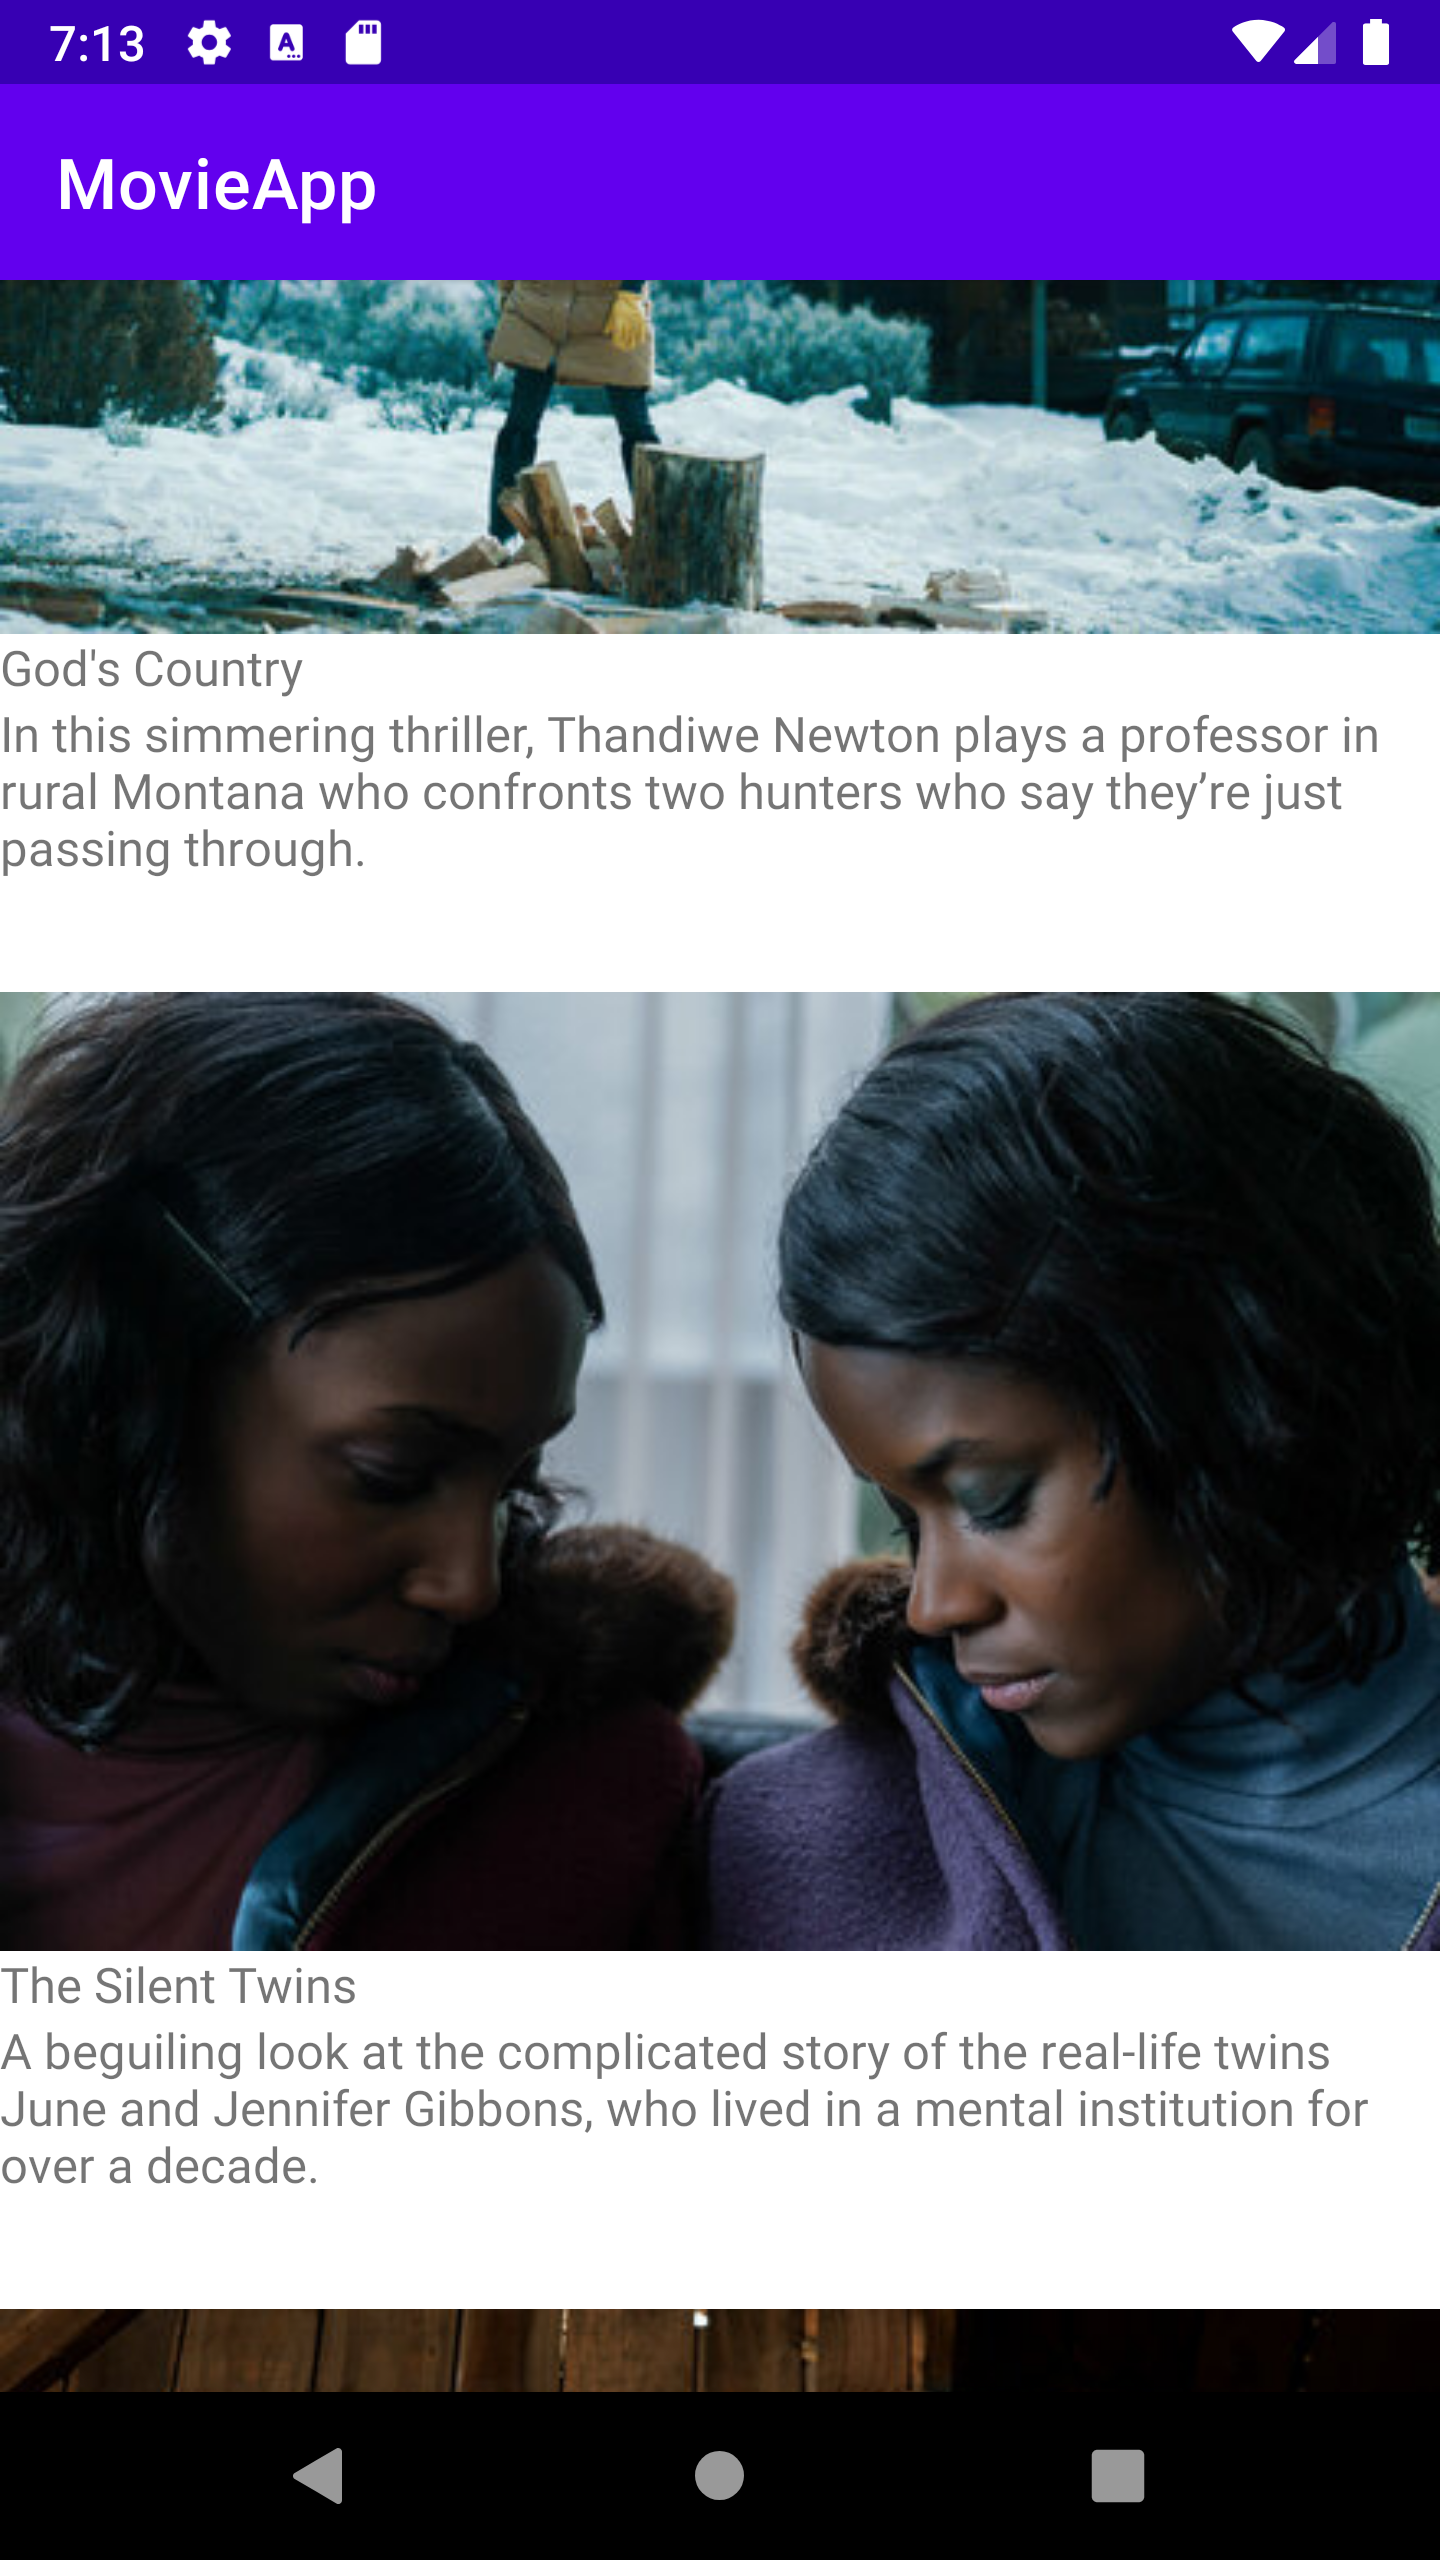 7:13
MovieApp
God's Country
In this simmering thriller, Thandiwe Newton plays a professor in
rural Montana who confronts two hunters who say they’re just
passing through.
The Silent Twins
A beguiling look at the complicated story of the real-life twins
June and Jennifer Gibbons, who lived in a mental institution for
over a decade.